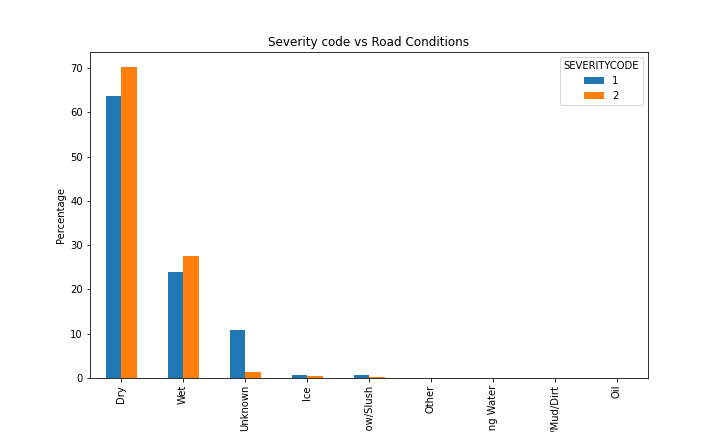 Severity code vs Road Conditions
SEVERITYCODE
1
2
Percentage
70
60
50
40
30
20
10
0
Dry
Wet
Unknown
Ice
ow/Slush
Other
ng Water
/Mud/Dirt
Oil